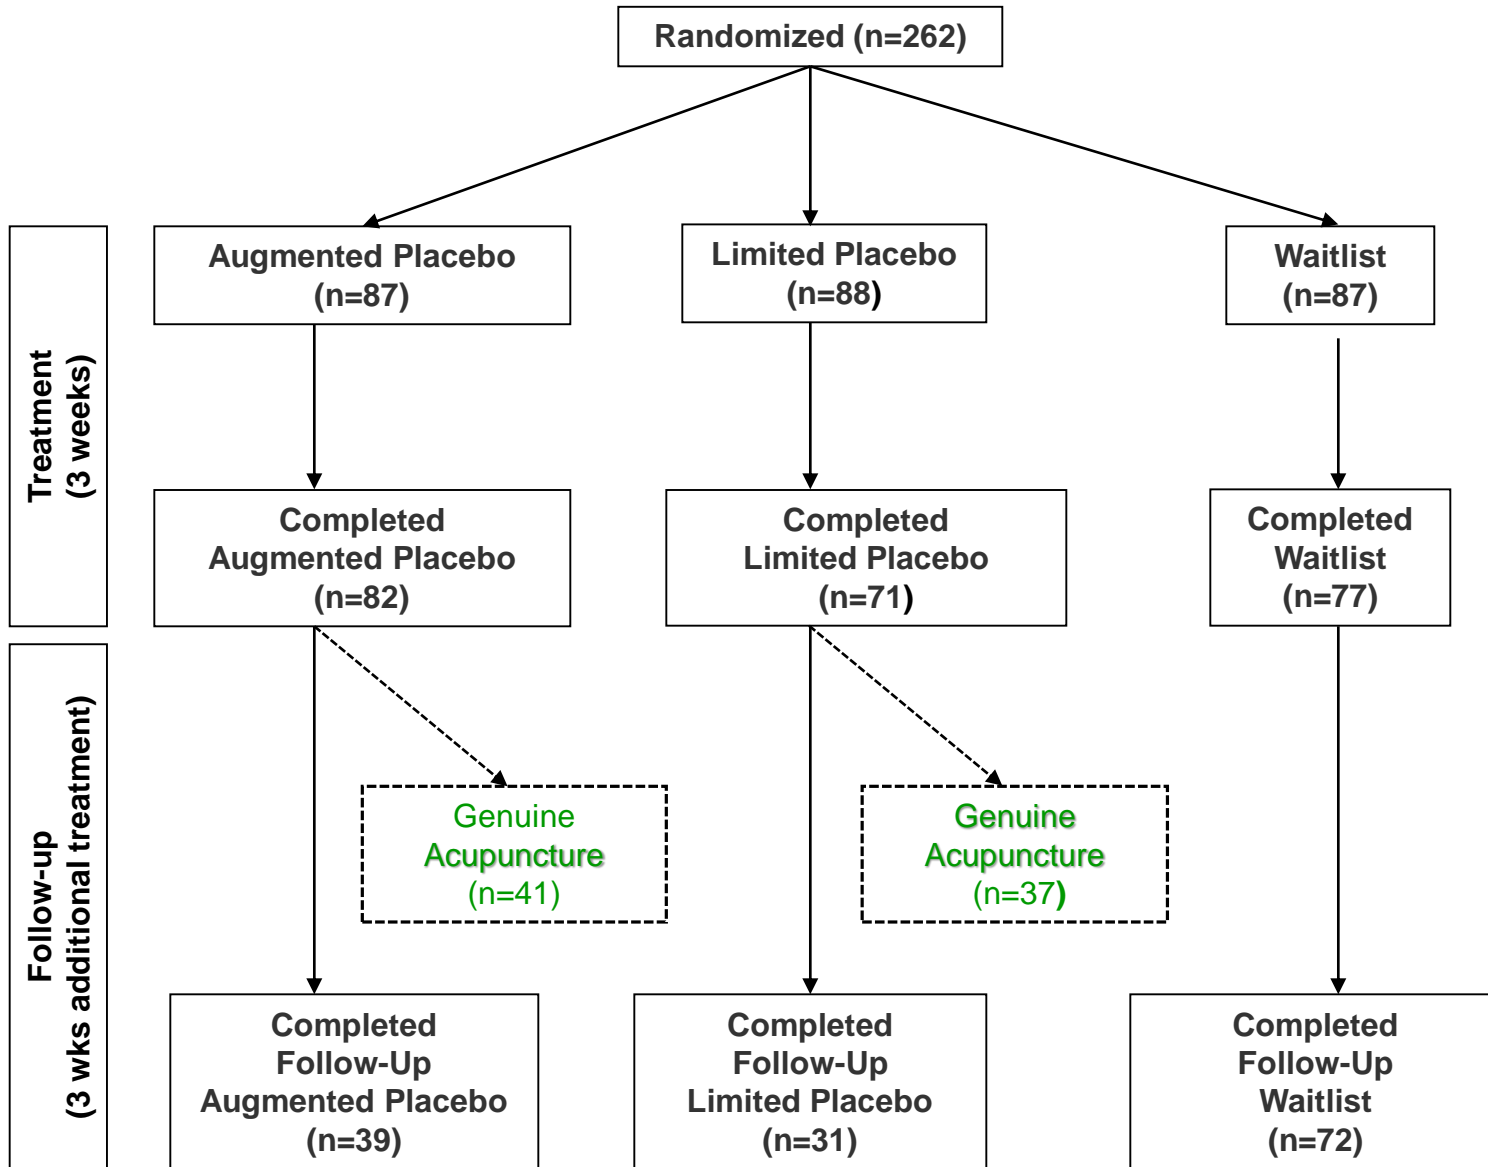 Randomized (n=262)
Treatment
(3 weeks)
Augmented Placebo
(n=87)
Limited Placebo
(n=88)
Waitlist
(n=87)
Completed
Augmented Placebo
(n=82)
Completed
Limited Placebo
(n=71)
Completed
Waitlist
(n=77)
Follow-up
(3 wks additional treatment)
Genuine
Acupuncture
(n=41)
Genuine
Acupuncture
(n=37)
Completed
Follow-Up
Augmented Placebo
(n=39)
Completed
Follow-Up
Limited Placebo
(n=31)
Completed
Follow-Up
Waitlist
(n=72)